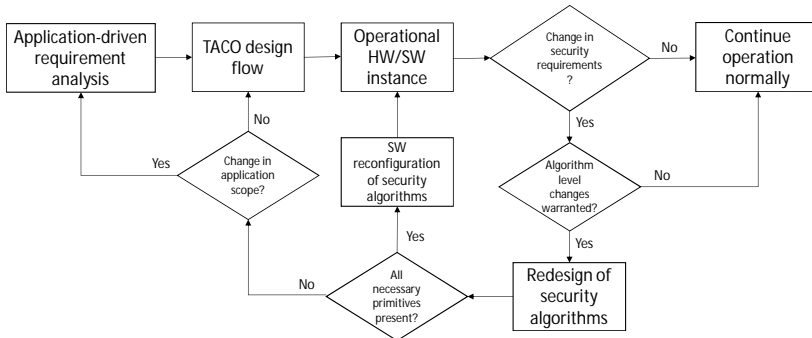 Application-driven
requirement
analysis
TACO design
flow
Operational
HW/SW
instance
Change in
security
requirements
?
No
Continue
operation
normally
Yes
No
Yes
Change in
application
scope?
SW
reconfiguration
of security
algorithms
Algorithm
level
changes
warranted?
No
Yes
Yes
No
All
necessary
primitives
present?
Redesign of
security
algorithms